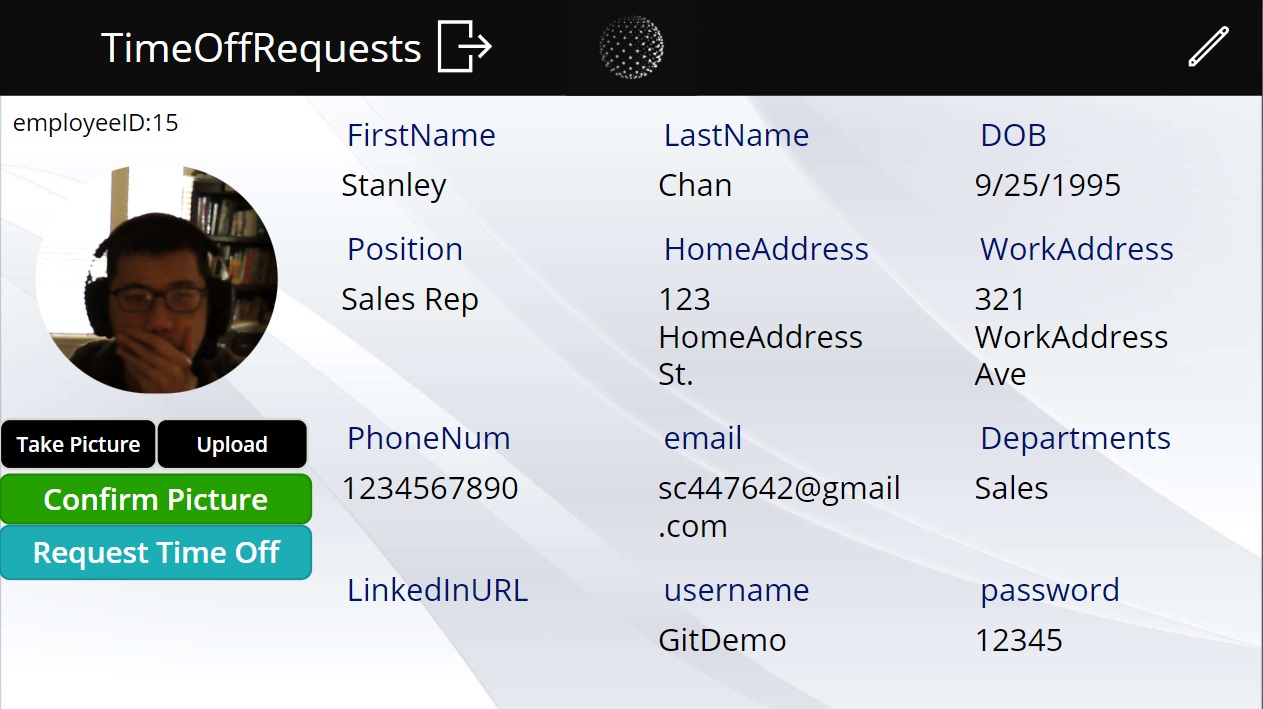 TimeOffRequests
employeeID:15
FirstName
LastName
DOB
Stanley
Chan
9/25/1995
Position
HomeAddress
WorkAddress
Sales Rep
123
HomeAddress
St.
321
WorkAddress
Ave
Take Picture
Upload
Confirm Picture
Request Time Off
PhoneNum
email
Departments
1234567890
sc447642@gmail
.com
Sales
LinkedInURL
username
password
GitDemo
12345